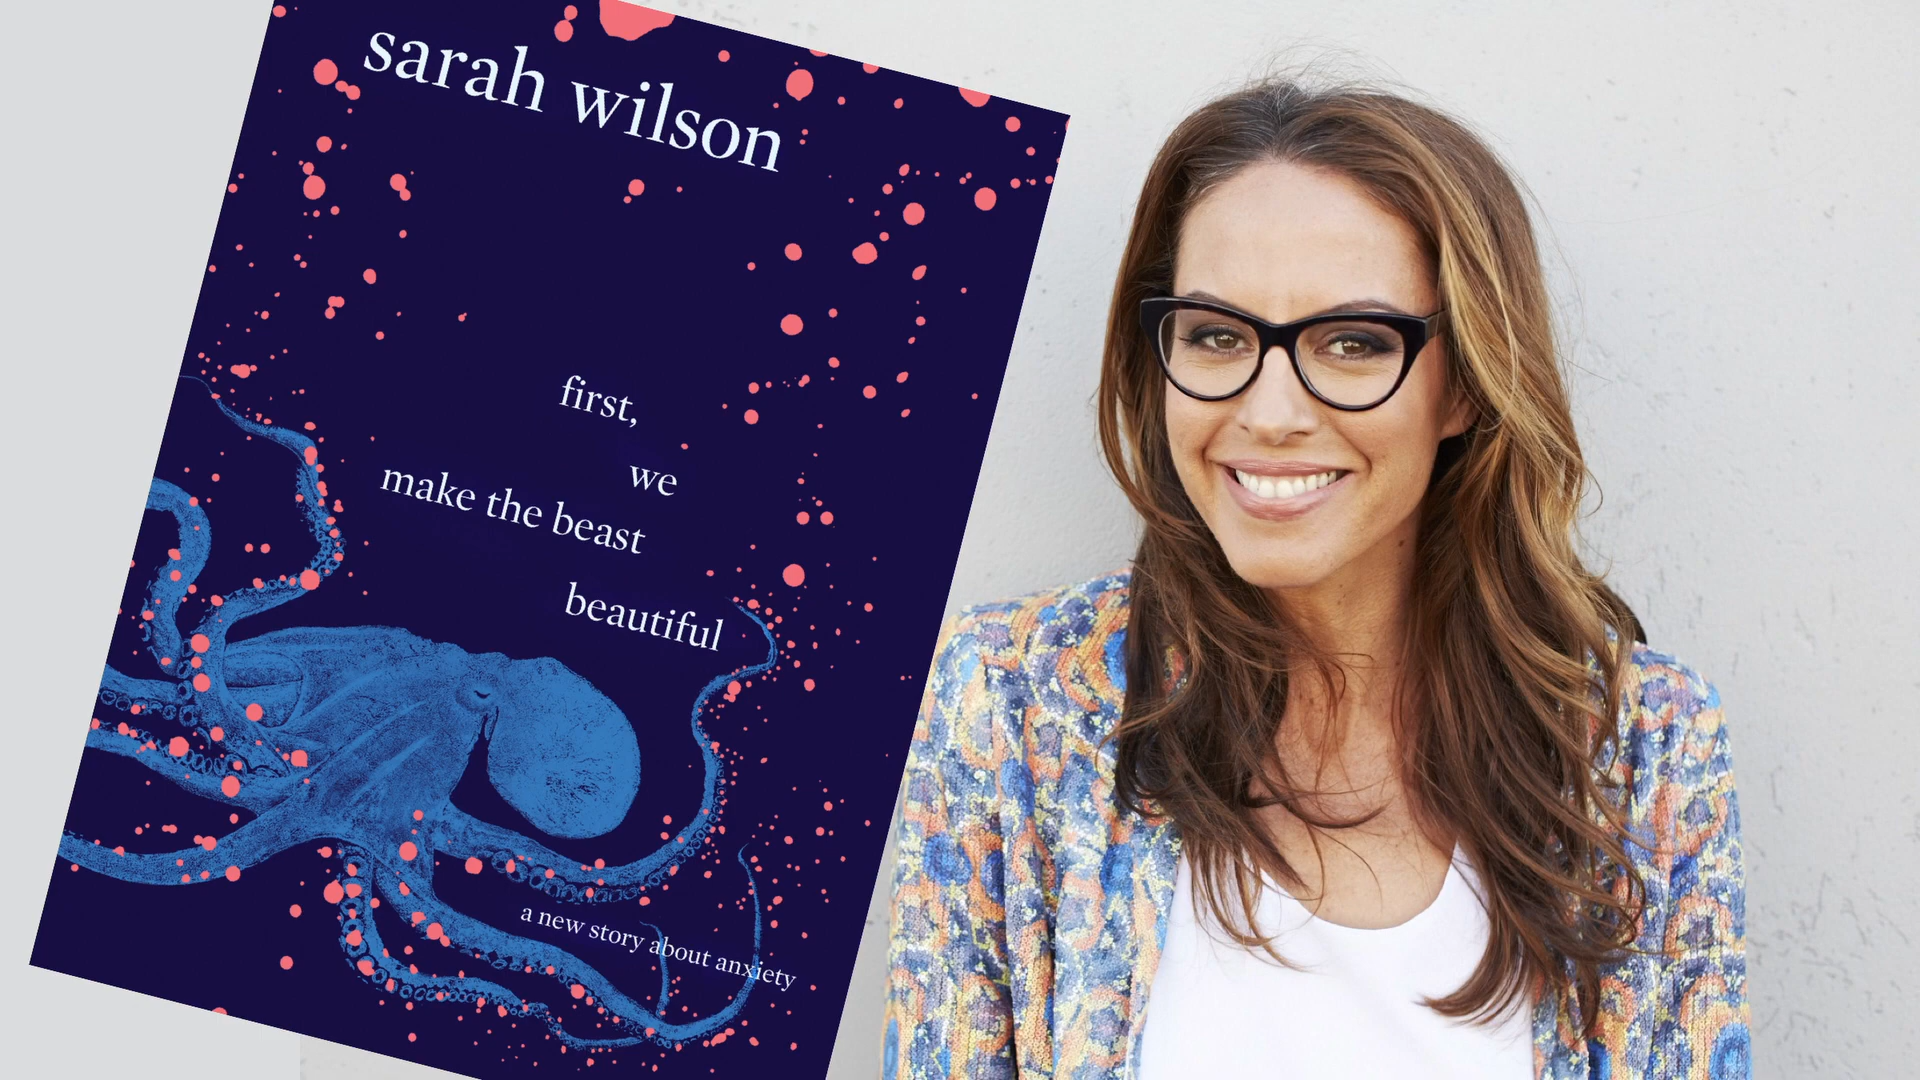 sarah wilson
first,
we
make the beast
beautiful
a new story about anxiety